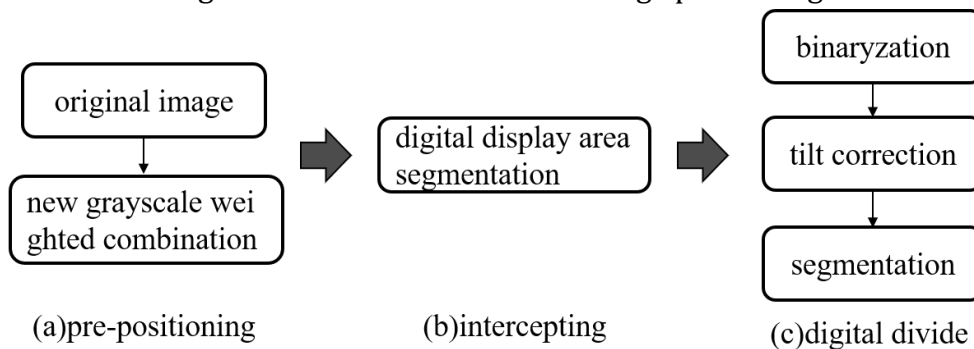 original image
new grayscale wei
ghted combination
(a)pre-positioning
digital display area
segmentation
(b)intercepting
binaryzation
tilt correction
segmentation
(c)digital divide